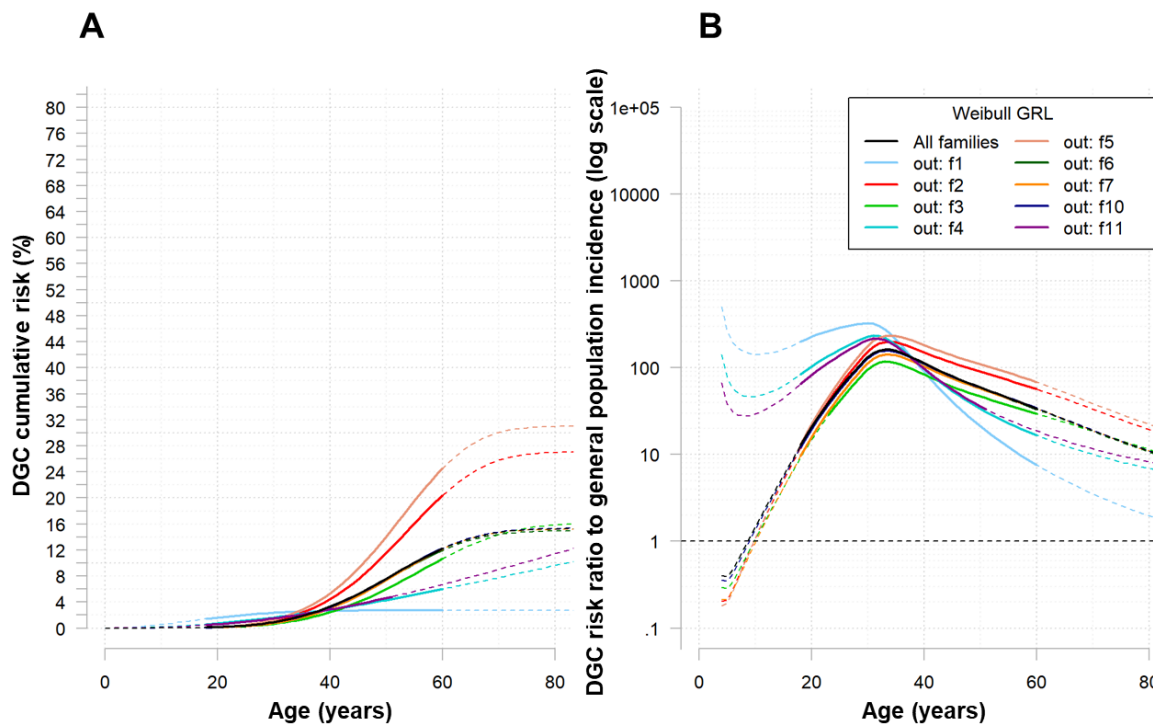 A
DGC cumulative risk (%)
80
76
72
68
64
60
56
52
48
44
40
36
32
28
24
20
16
12
8
4
0
0 20 40 60 80
Age (years)
B
DGC risk ratio to general population incidence (log scale)
1e+05
10000
1000
100
10
1
.1
0 20 40 60 80
Age (years)
Weibull GRL
All families
out: f1
out: f2
out: f3
out: f4
out: f5
out: f6
out: f7
out: f10
out: f11